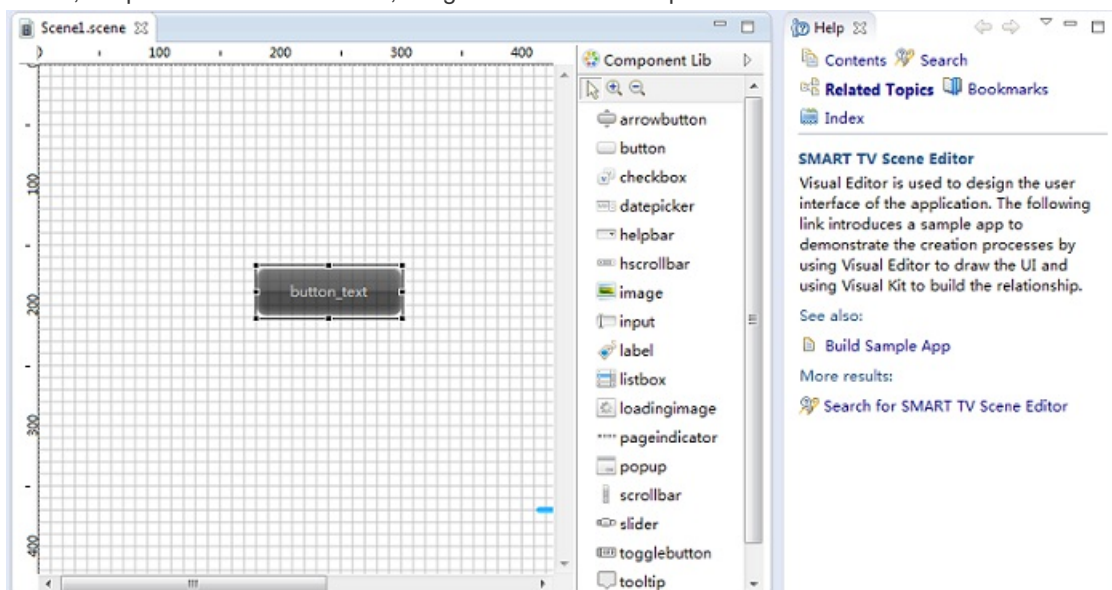 Scene1.scene
0 100 200 300 400
100
200
300
400
button_text
Component Lib
arrowbutton
button
checkbox
datepicker
helpbar
hscrollbar
image
input
label
listbox
loadingimage
pageindicator
popup
scrollbar
slider
togglebutton
tooltip
Help
Contents Search
Related Topics Bookmarks
Index
SMART TV Scene Editor
Visual Editor is used to design the user
interface of the application. The following
link introduces a sample app to
demonstrate the creation processes by
using Visual Editor to draw the UI and
using Visual Kit to build the relationship.
See also:
Build Sample App
More results:
Search for SMART TV Scene Editor